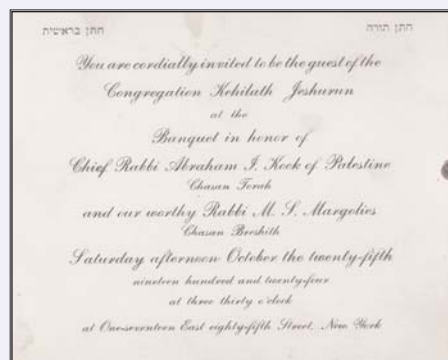 חתן בראשית
חתן תורה
You are cordially invited to be the guest of the
Congregation Kehilath Jeshurun
at the
Banquet in honor of
Chief Rabbi Abraham I. Kook of Palestine
Chasan Torah
and our worthy Rabbi M. S. Margolies
Chasan Breshith
Saturday afternoon October the twenty-fifth
nineteen hundred and twenty-four
at three thirty o'clock
at One-seventeen East eighty-fifth Street, New York